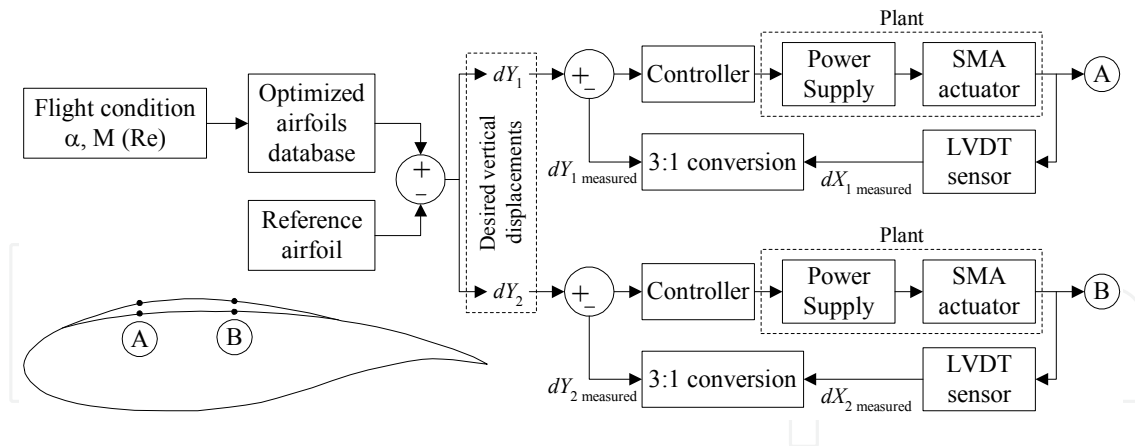 Flight condition
α, M (Re)
Optimized
airfoils
database
Reference
airfoil
+
−
Desired vertical
displacements
dY1
dY2
+
−
Controller
Plant
Power
Supply
SMA
actuator
A
LVDT
sensor
dX1 measured
3:1 conversion
dY1 measured
+
−
Controller
Plant
Power
Supply
SMA
actuator
B
LVDT
sensor
dX2 measured
3:1 conversion
dY2 measured
A
B